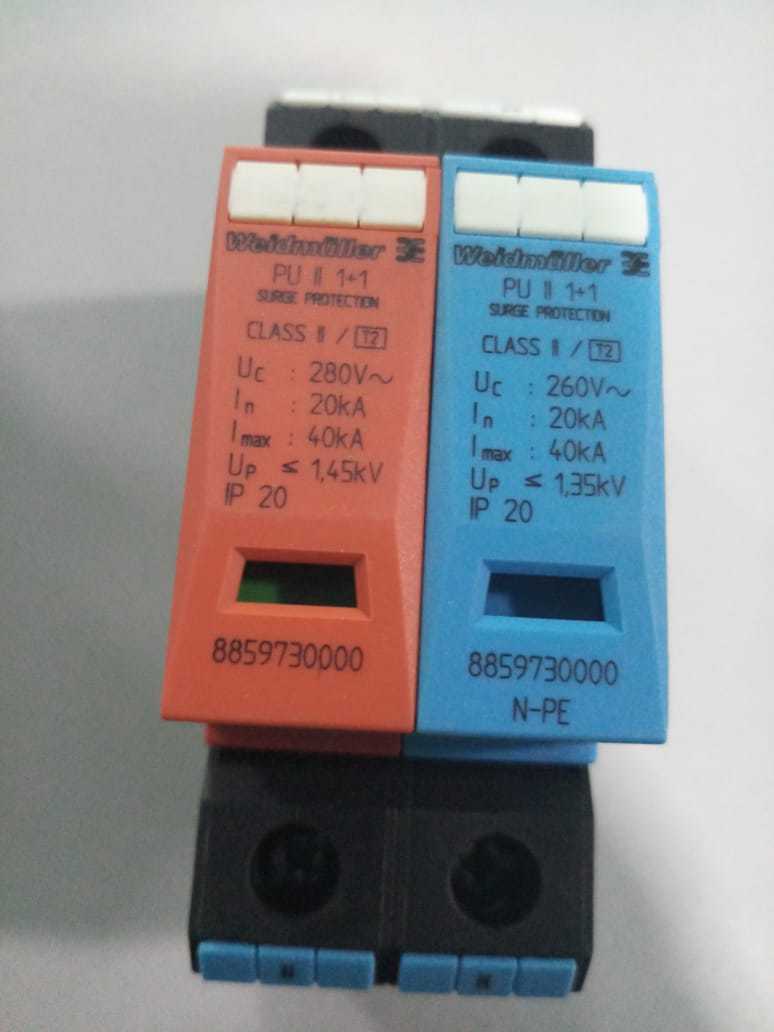 Weidmüller
PU II 1+1
SURGE PROTECTION
CLASS II / T2
Uc : 280V~
In : 20kA
Imax : 40kA
Up ≤ 1,45kV
IP 20
8859730000
Weidmüller
PU II 1+1
SURGE PROTECTION
CLASS II / T2
Uc : 260V~
In : 20kA
Imax : 40kA
Up ≤ 1,35kV
IP 20
8859730000
N-PE
N
N